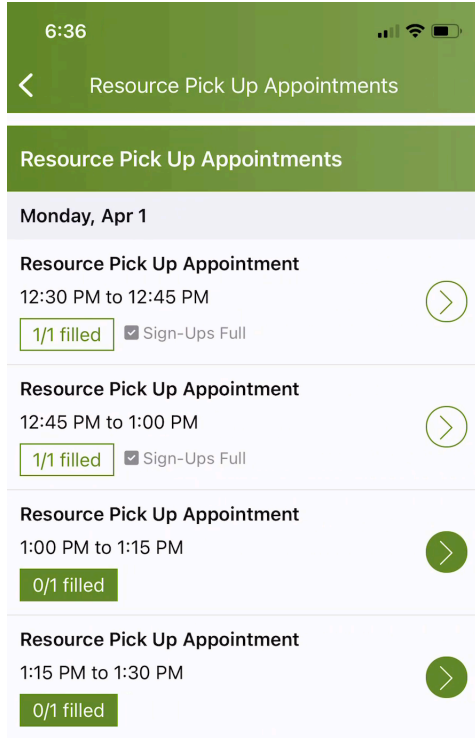 6:36
Resource Pick Up Appointments
Resource Pick Up Appointments
Monday, Apr 1
Resource Pick Up Appointment
12:30 PM to 12:45 PM
1/1 filled Sign-Ups Full
Resource Pick Up Appointment
12:45 PM to 1:00 PM
1/1 filled Sign-Ups Full
Resource Pick Up Appointment
1:00 PM to 1:15 PM
0/1 filled
Resource Pick Up Appointment
1:15 PM to 1:30 PM
0/1 filled